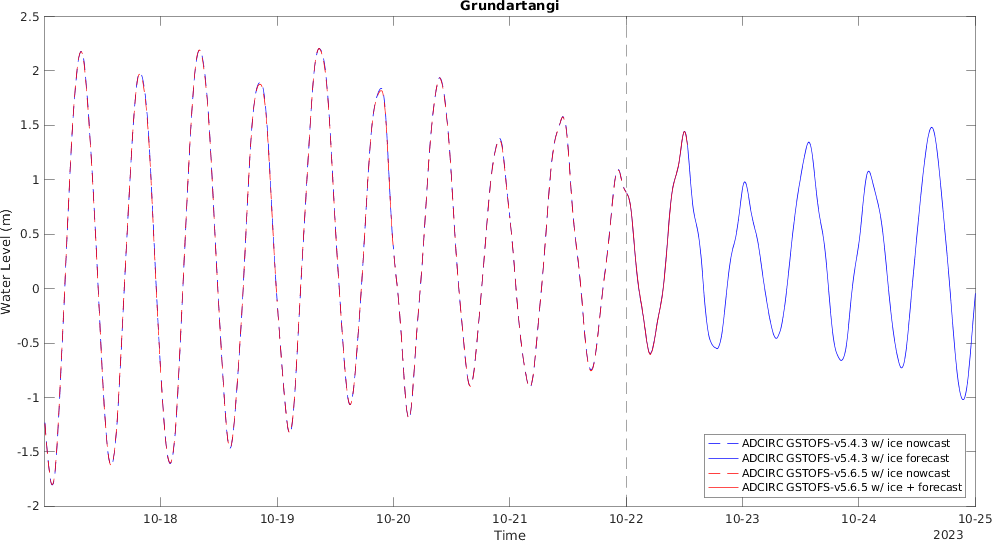 Grundartangi
2.5
2
1.5
1
0.5
0
-0.5
-1
-1.5
-2
Water Level (m)
ADCIRC GSTOFS-v5.4.3 w/ ice nowcast
ADCIRC GSTOFS-v5.4.3 w/ ice forecast
ADCIRC GSTOFS-v5.6.5 w/ ice nowcast
ADCIRC GSTOFS-v5.6.5 w/ ice + forecast
10-18 10-19 10-20 10-21 10-22 10-23 10-24 10-25
Time
2023